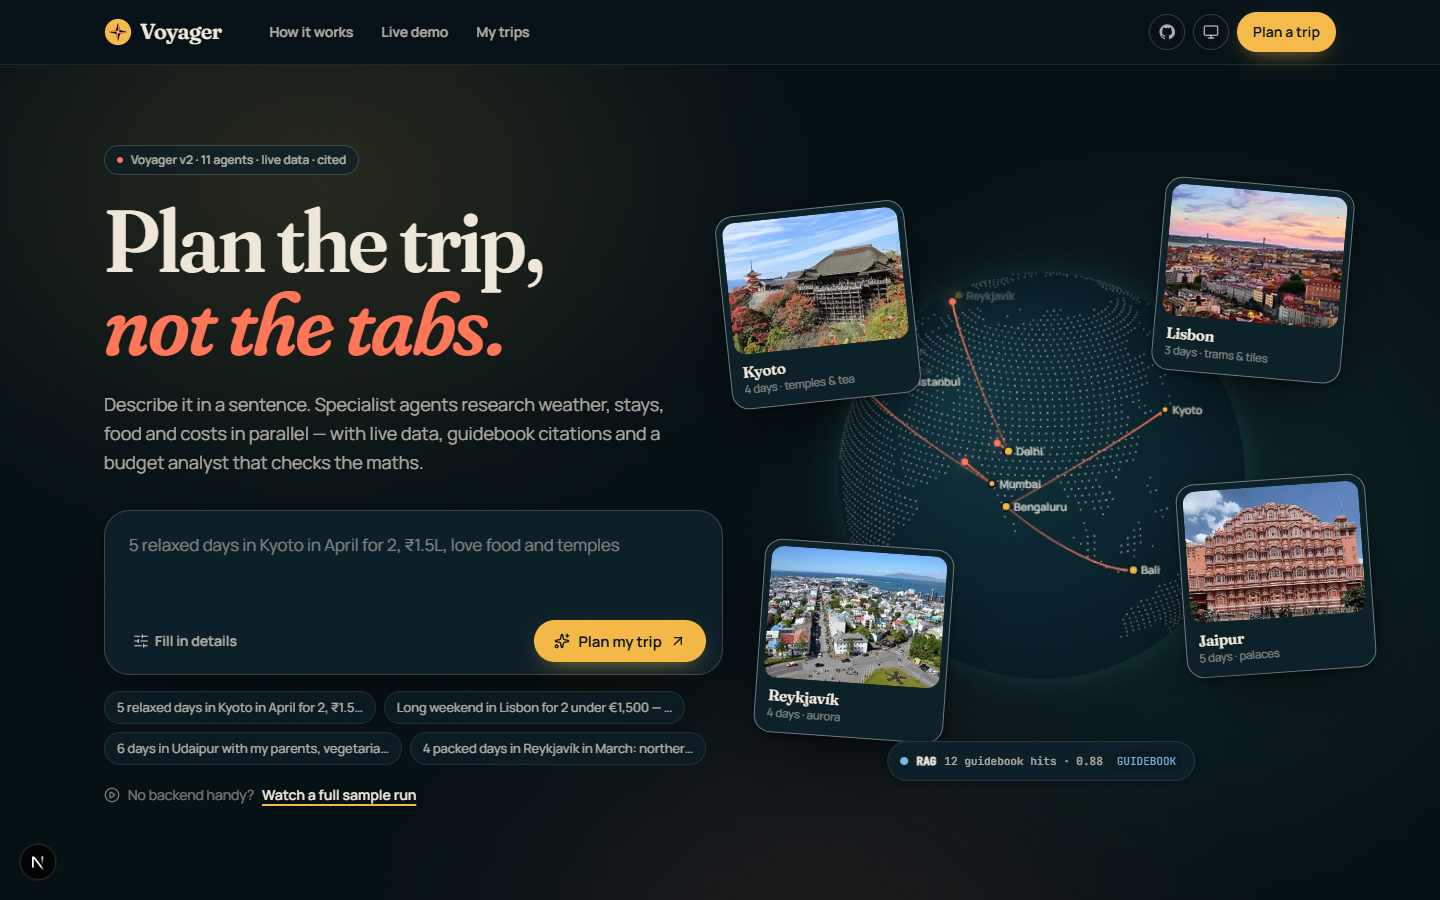 Voyager
How it works
Live demo
My trips
Plan a trip
Voyager v2 · 11 agents · live data · cited
Plan the trip,
not the tabs.
Describe it in a sentence. Specialist agents research weather, stays,
food and costs in parallel — with live data, guidebook citations and a
budget analyst that checks the maths.
5 relaxed days in Kyoto in April for 2, ₹1.5L, love food and temples
Fill in details
Plan my trip
5 relaxed days in Kyoto in April for 2, ₹1.5…
Long weekend in Lisbon for 2 under €1,500 — …
6 days in Udaipur with my parents, vegetaria…
4 packed days in Reykjavík in March: norther…
No backend handy? Watch a full sample run
Kyoto
4 days · temples & tea
Lisbon
3 days · trams & tiles
Reykjavík
stanbul
Kyoto
Delhi
Mumbai
Bengaluru
Bali
Jaipur
5 days · palaces
Reykjavík
4 days · aurora
RAG 12 guidebook hits · 0.88 GUIDEBOOK
N